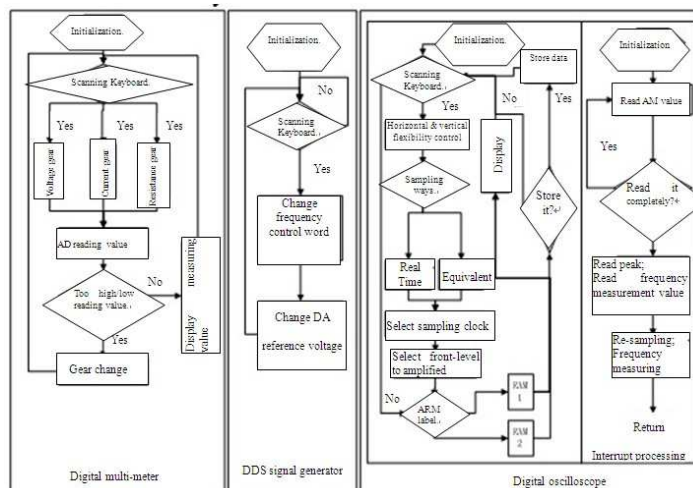 Initialization.
Scanning Keyboard.
Yes
Yes
Yes
Voltage gear
Current gear
Resistance gear
AD reading value
Too high/low
reading value.
No
Yes
Gear change
Display measuring
value
Digital multi-meter
Initialization.
No
Scanning
Keyboard.
Yes
Change
frequency
control word
Change DA
reference voltage
DDS signal generator
Initialization.
Store data
Scanning
Keyboard.
No
Yes
Yes
Horizontal & vertical
flexibility control
Display
Sampling
ways.
Store
it?
Real
Time
Equivalent
Select sampling clock
Select front-level
to amplified
No
ARM
label.
RAM
1
RAM
2
Digital oscilloscope
Initialization.
Read AM value
Yes
Read it
completely?
Read peak;
Read frequency
measurement value
Re-sampling;
Frequency
measuring
Return
Interrupt processing